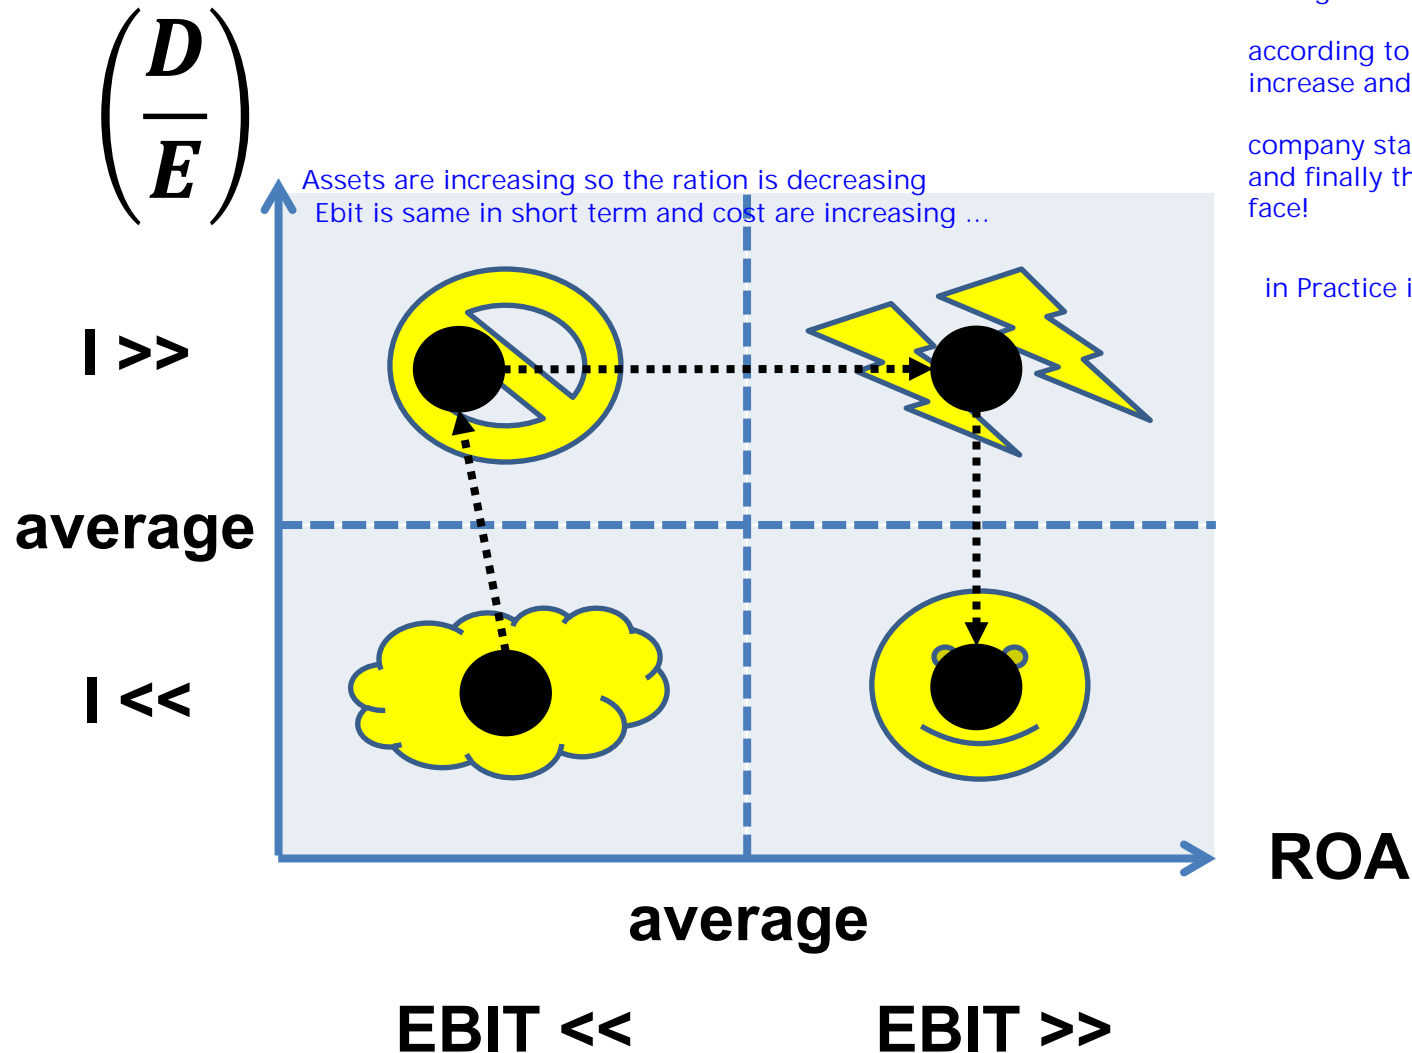 D
E
according to
increase and
company sta
and finally th
face!
in Practice i
Assets are increasing so the ration is decreasing
Ebit is same in short term and cost are increasing ...
I >>
average
I <<
ROA
average
EBIT <<
EBIT >>